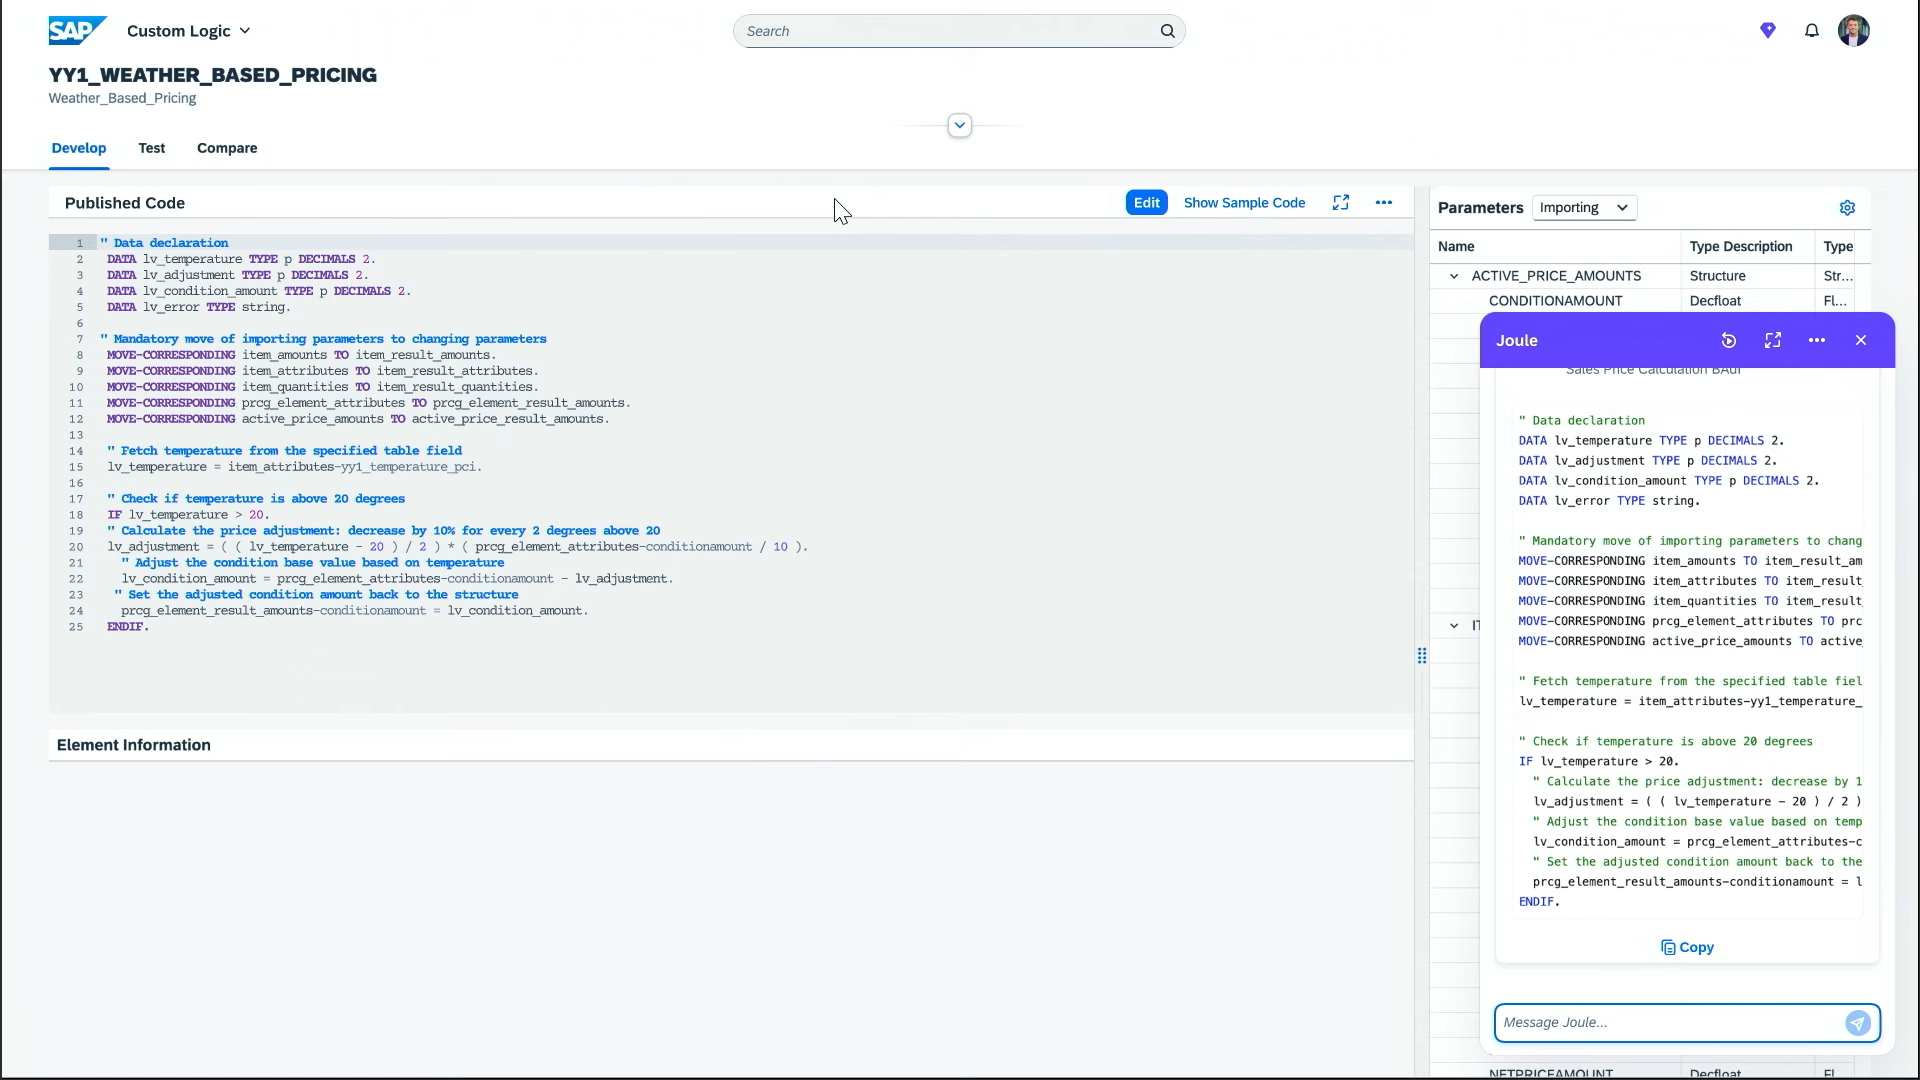 SAP Custom Logic
Search
YY1_WEATHER_BASED_PRICING
Weather_Based_Pricing
Develop Test Compare
Published Code
Edit Show Sample Code
1 " Data declaration
2 DATA lv_temperature TYPE p DECIMALS 2.
3 DATA lv_adjustment TYPE p DECIMALS 2.
4 DATA lv_condition_amount TYPE p DECIMALS 2.
5 DATA lv_error TYPE string.
6
7 " Mandatory move of importing parameters to changing parameters
8 MOVE-CORRESPONDING item_amounts TO item_result_amounts.
9 MOVE-CORRESPONDING item_attributes TO item_result_attributes.
10 MOVE-CORRESPONDING item_quantities TO item_result_quantities.
11 MOVE-CORRESPONDING prcg_element_attributes TO prcg_element_result_amounts.
12 MOVE-CORRESPONDING active_price_amounts TO active_price_result_amounts.
13
14 " Fetch temperature from the specified table field
15 lv_temperature = item_attributes-yy1_temperature_pci.
16
17 " Check if temperature is above 20 degrees
18 IF lv_temperature > 20.
19 " Calculate the price adjustment: decrease by 10% for every 2 degrees above 20
20 lv_adjustment = ( ( lv_temperature - 20 ) / 2 ) * ( prcg_element_attributes-conditionamount / 10 ).
21 " Adjust the condition base value based on temperature
22 lv_condition_amount = prcg_element_attributes-conditionamount - lv_adjustment.
23 " Set the adjusted condition amount back to the structure
24 prcg_element_result_amounts-conditionamount = lv_condition_amount.
25 ENDIF.
Element Information
Parameters Importing
Name Type Description Type
ACTIVE_PRICE_AMOUNTS Structure Str...
CONDITIONAMOUNT Decfloat Fl...
IT
NETPRICEAMOUNT Decfloat Fl
Joule
Sales Price Calculation BAdI
" Data declaration
DATA lv_temperature TYPE p DECIMALS 2.
DATA lv_adjustment TYPE p DECIMALS 2.
DATA lv_condition_amount TYPE p DECIMALS 2.
DATA lv_error TYPE string.
" Mandatory move of importing parameters to chang
MOVE-CORRESPONDING item_amounts TO item_result_am
MOVE-CORRESPONDING item_attributes TO item_result_
MOVE-CORRESPONDING item_quantities TO item_result_
MOVE-CORRESPONDING prcg_element_attributes TO prc
MOVE-CORRESPONDING active_price_amounts TO active_
" Fetch temperature from the specified table fiel
lv_temperature = item_attributes-yy1_temperature_
" Check if temperature is above 20 degrees
IF lv_temperature > 20.
" Calculate the price adjustment: decrease by 1
lv_adjustment = ( ( lv_temperature - 20 ) / 2 )
" Adjust the condition base value based on temp
lv_condition_amount = prcg_element_attributes-c
" Set the adjusted condition amount back to the
prcg_element_result_amounts-conditionamount = l
ENDIF.
Copy
Message Joule...